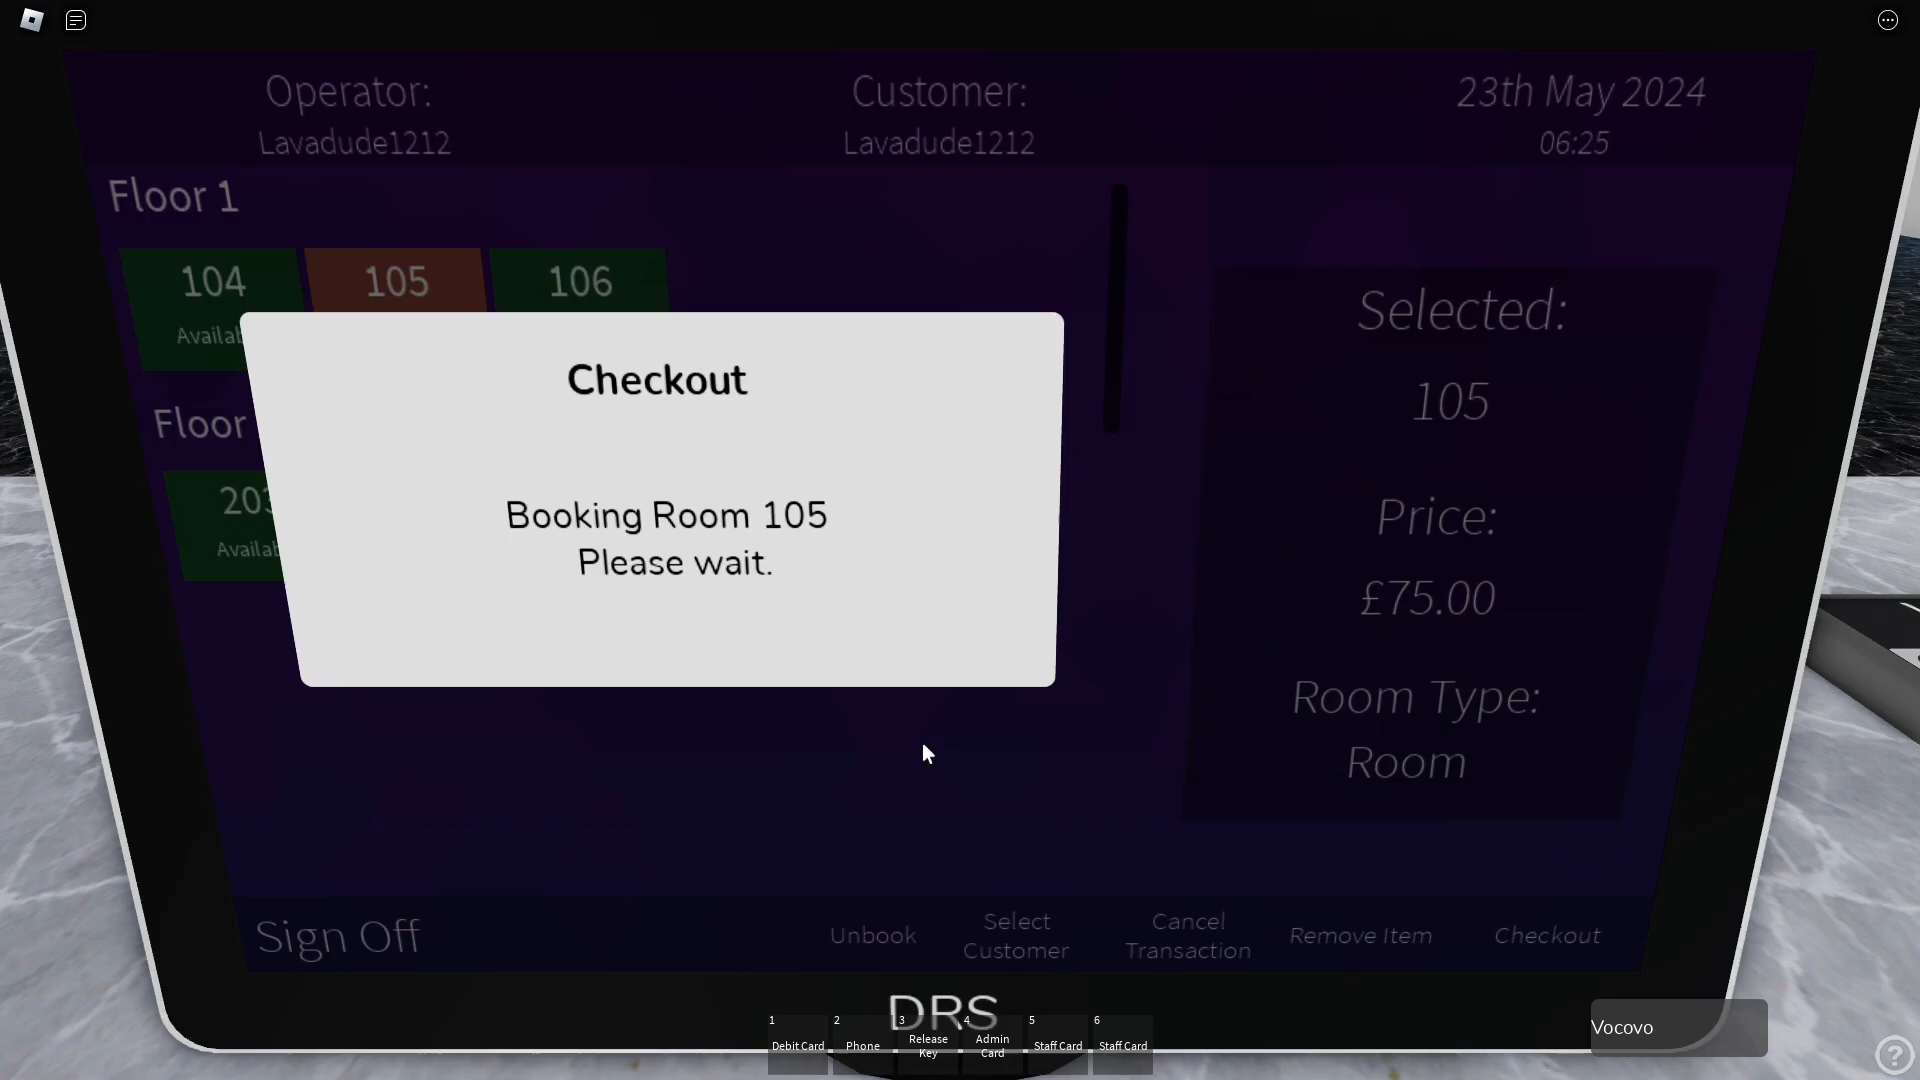 Operator:
Lavadude1212
Customer:
Lavadude1212
23th May 2024
06:25
Floor 1
104
105
106
Floor
Checkout
Booking Room 105
Please wait.
Selected:
105
Price:
£75.00
Room Type:
Room
Sign Off
Unbook
Select
Customer
Cancel
Transaction
Remove Item
Checkout
DRS
1
Debit Card
2
Phone
3
Release
Key
4
Admin
Card
5
Staff Card
6
Staff Card
Vocovo
?